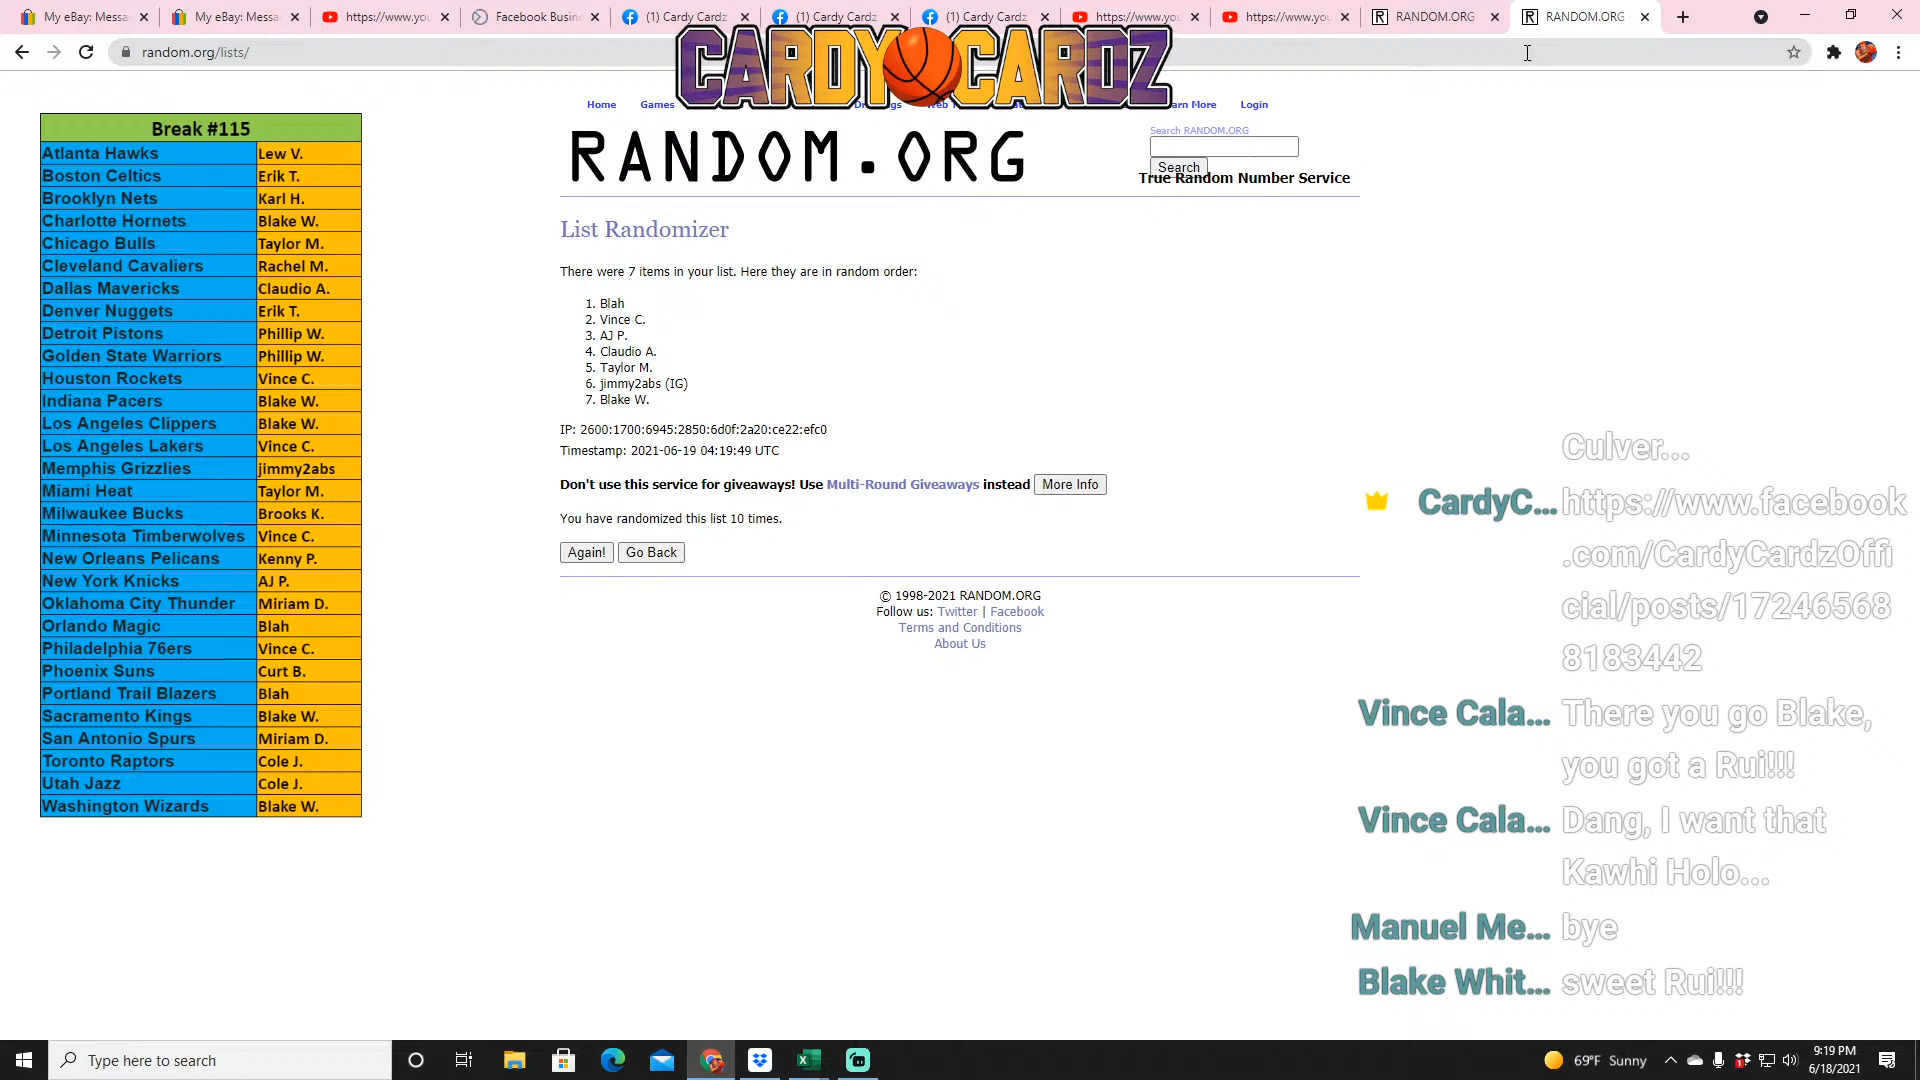 My eBay: Messa
My eBay: Messa
https://www.yo
Facebook Busin
(1) Cardy Cardz
(1) Cardy Cardz
(1) Cardy Cardz
https://www.yo
https://www.yo
RANDOM.ORG
RANDOM.ORG
random.org/lists/
CARDY CARDZ
Home
Games
Learn More
Login
RANDOM.ORG
Search RANDOM.ORG
Search
True Random Number Service
Break #115
Atlanta Hawks Lew V.
Boston Celtics Erik T.
Brooklyn Nets Karl H.
Charlotte Hornets Blake W.
Chicago Bulls Taylor M.
Cleveland Cavaliers Rachel M.
Dallas Mavericks Claudio A.
Denver Nuggets Erik T.
Detroit Pistons Phillip W.
Golden State Warriors Phillip W.
Houston Rockets Vince C.
Indiana Pacers Blake W.
Los Angeles Clippers Blake W.
Los Angeles Lakers Vince C.
Memphis Grizzlies jimmy2abs
Miami Heat Taylor M.
Milwaukee Bucks Brooks K.
Minnesota Timberwolves Vince C.
New Orleans Pelicans Kenny P.
New York Knicks AJ P.
Oklahoma City Thunder Miriam D.
Orlando Magic Blah
Philadelphia 76ers Vince C.
Phoenix Suns Curt B.
Portland Trail Blazers Blah
Sacramento Kings Blake W.
San Antonio Spurs Miriam D.
Toronto Raptors Cole J.
Utah Jazz Cole J.
Washington Wizards Blake W.
List Randomizer
There were 7 items in your list. Here they are in random order:
1. Blah
2. Vince C.
3. AJ P.
4. Claudio A.
5. Taylor M.
6. jimmy2abs (IG)
7. Blake W.
IP: 2600:1700:6945:2850:6d0f:2a20:ce22:efc0
Timestamp: 2021-06-19 04:19:49 UTC
Don't use this service for giveaways! Use Multi-Round Giveaways instead More Info
You have randomized this list 10 times.
Again! Go Back
© 1998-2021 RANDOM.ORG
Follow us: Twitter | Facebook
Terms and Conditions
About Us
Culver...
CardyC... https://www.facebook
.com/CardyCardzOffi
cial/posts/17246568
8183442
Vince Cala... There you go Blake,
you got a Rui!!!
Vince Cala... Dang, I want that
Kawhi Holo...
Manuel Me... bye
Blake Whit... sweet Rui!!!
Type here to search
69°F Sunny
9:19 PM
6/18/2021